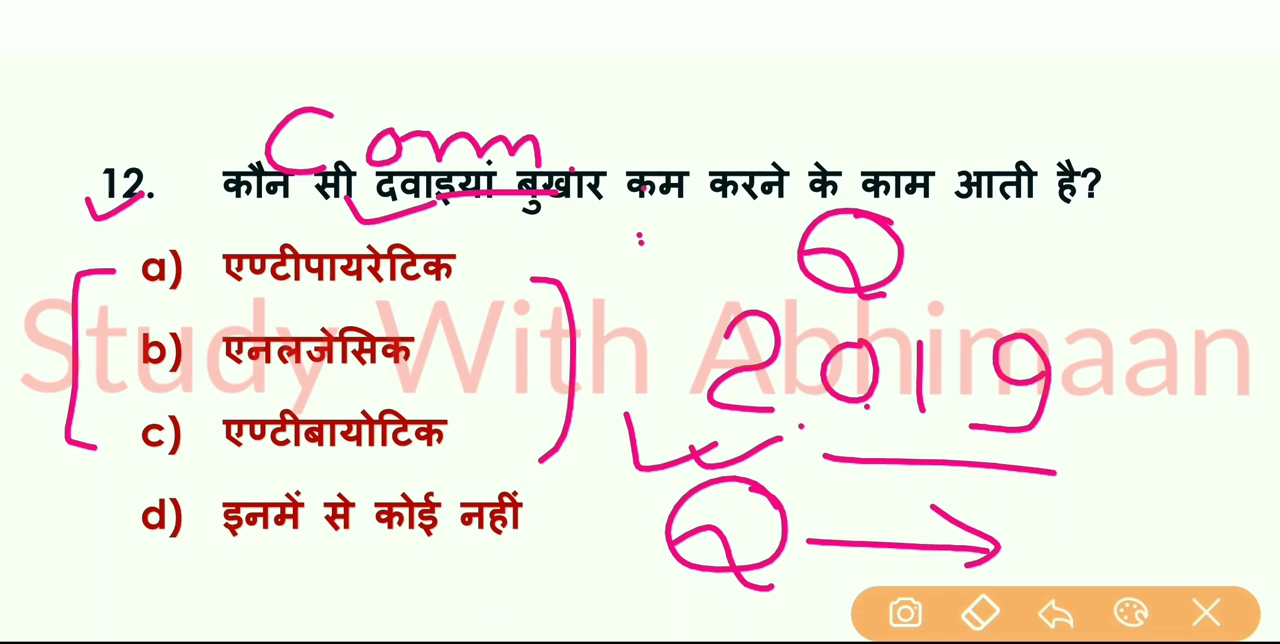 Comm
12. कौन सी दवाइयां बुखार कम करने के काम आती है?
Q
a) एण्टीपायरेटिक
Study With Abhimaan
b) एनलजेसिक
2019
c) एण्टीबायोटिक
d) इनमें से कोई नहीं
Q